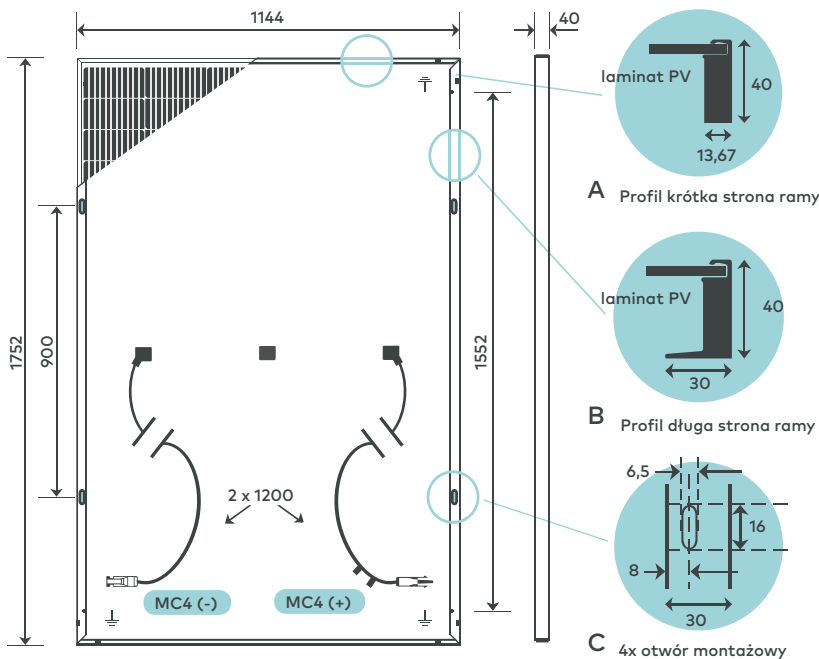 1144
40
laminat PV
40
13,67
A Profil krótka strona ramy
1752
900
1552
laminat PV
40
30
B Profil długa strona ramy
6,5
2 x 1200
16
8
30
MC4 (-)
MC4 (+)
C 4x otwór montażowy